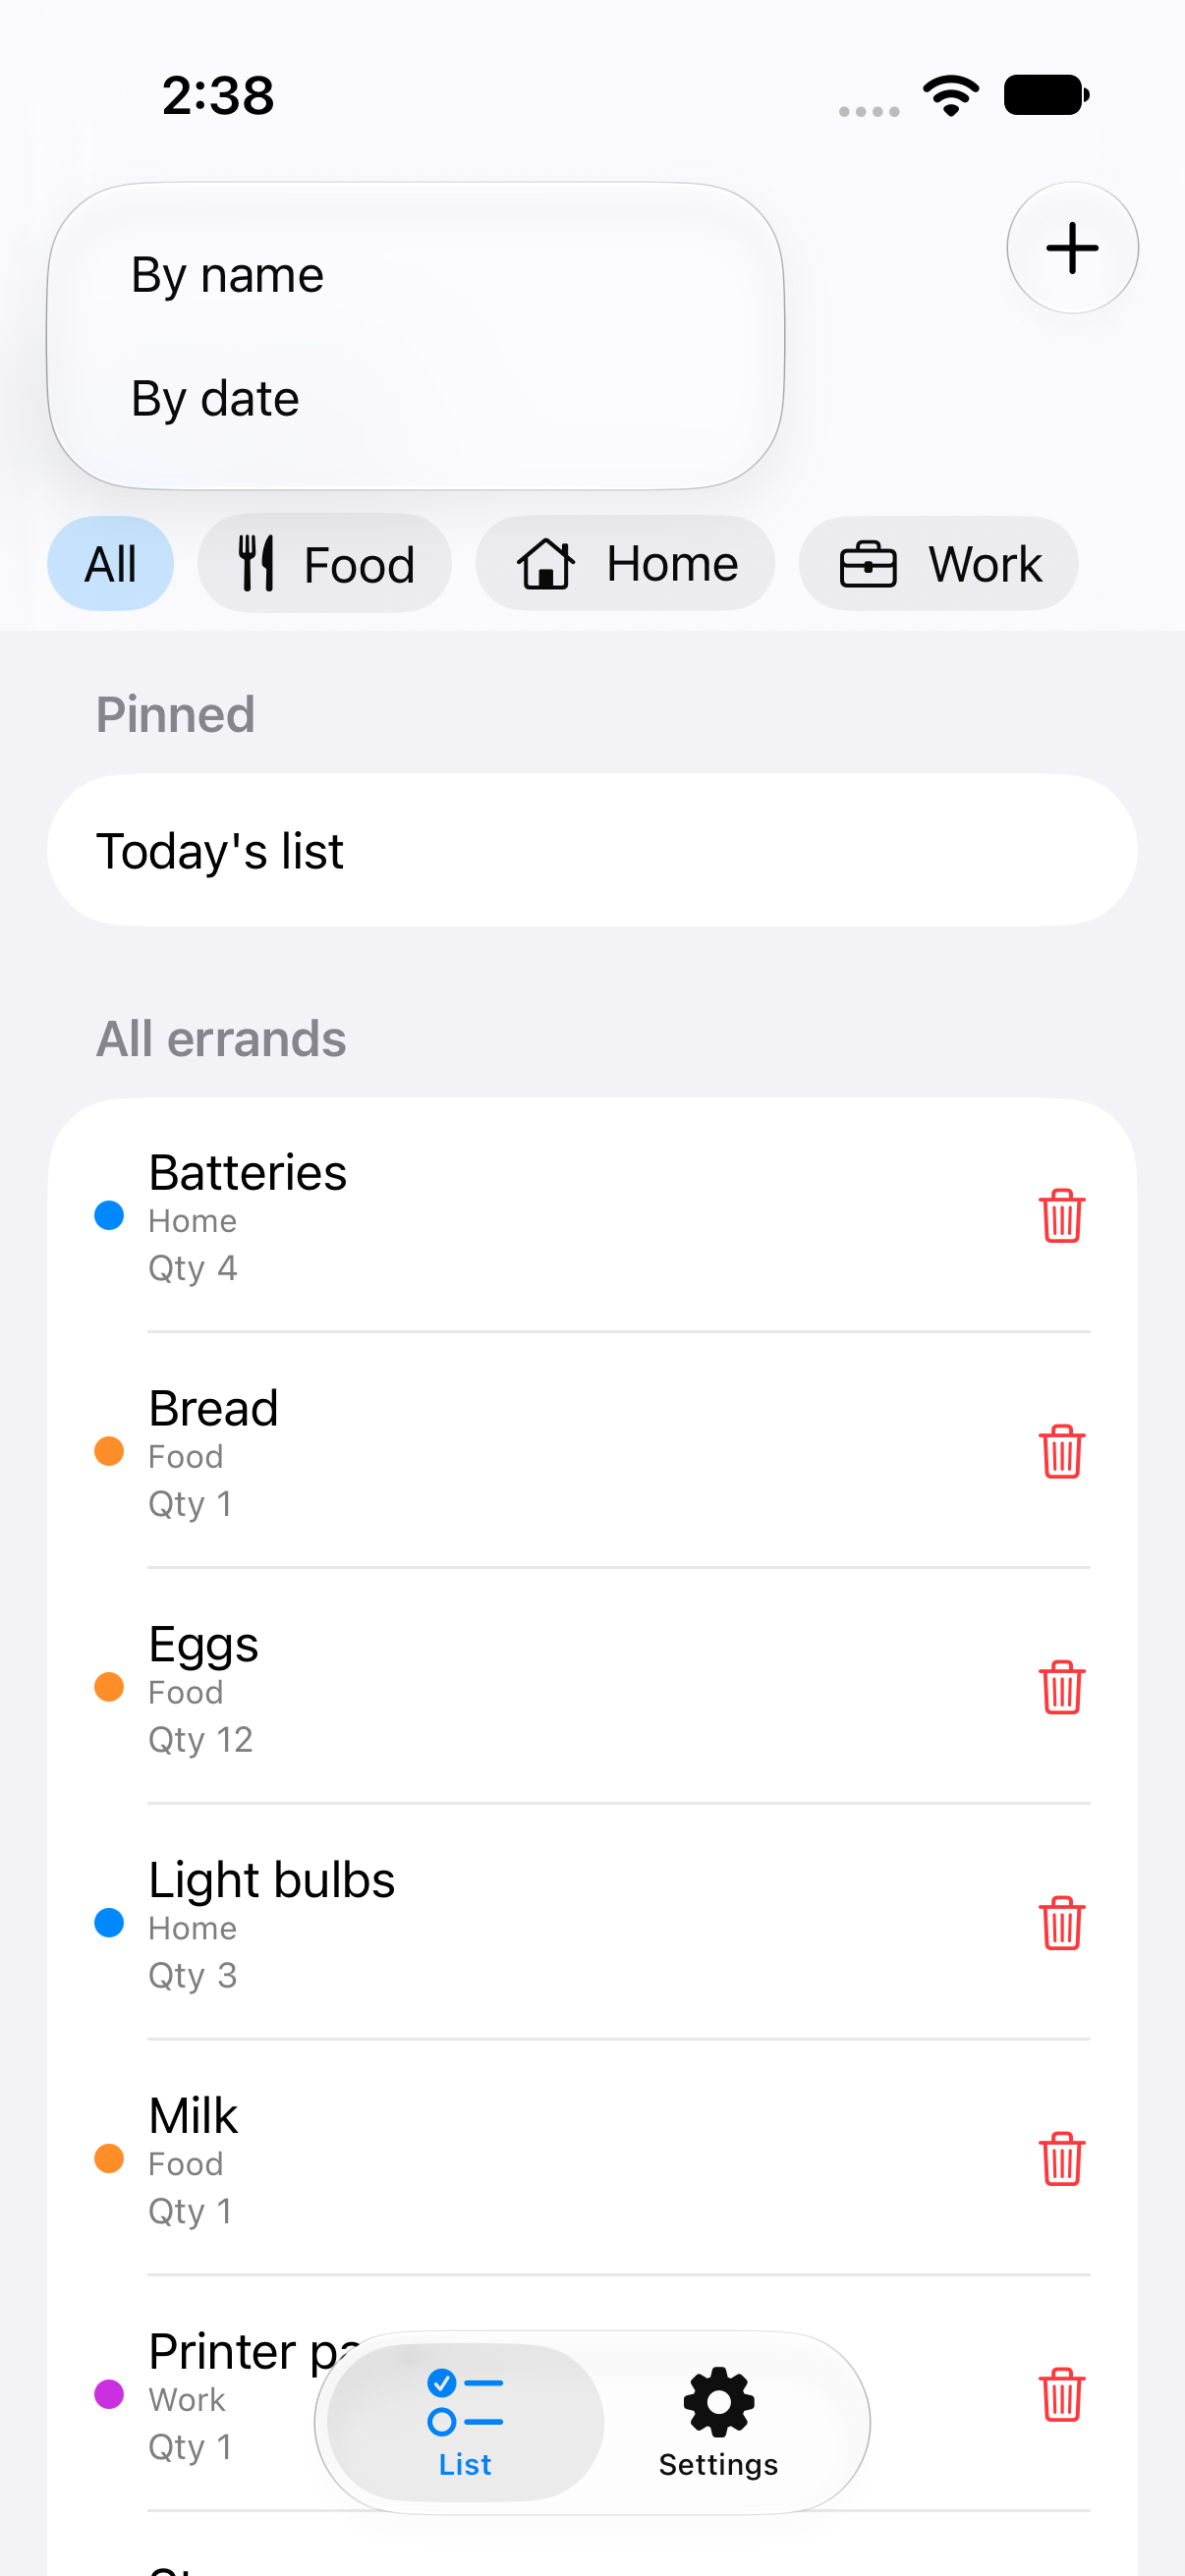 2:38
By name
By date
All
Food
Home
Work
Pinned
Today's list
All errands
Batteries
Home
Qty 4
Bread
Food
Qty 1
Eggs
Food
Qty 12
Light bulbs
Home
Qty 3
Milk
Food
Qty 1
Printer
Work
Qty 1
List
Settings